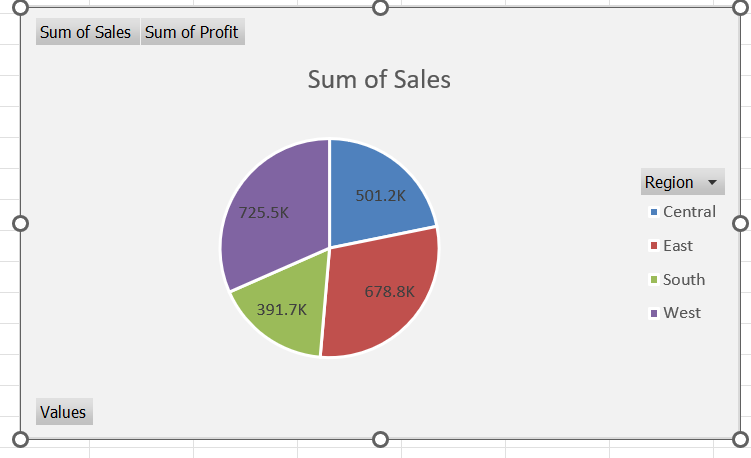 Sum of Sales Sum of Profit
Sum of Sales
Region
Central
East
South
West
501.2K
725.5K
678.8K
391.7K
Values